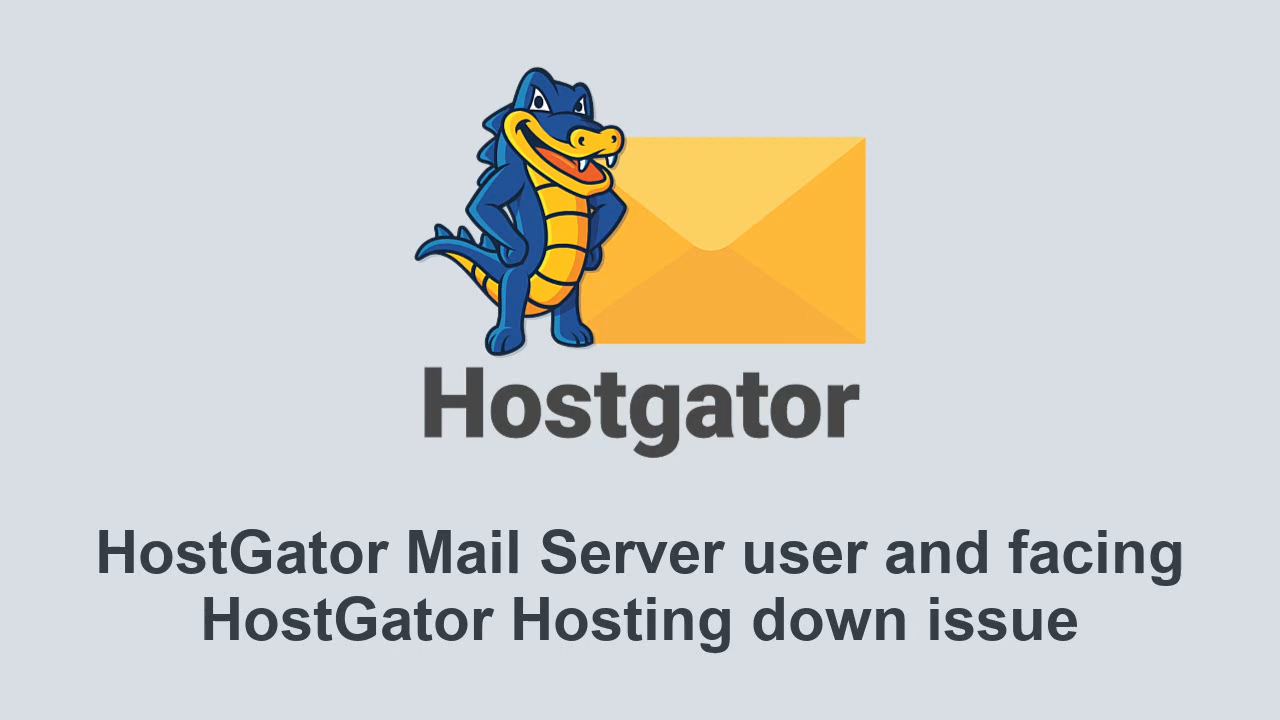 Hostgator
HostGator Mail Server user and facing
HostGator Hosting down issue